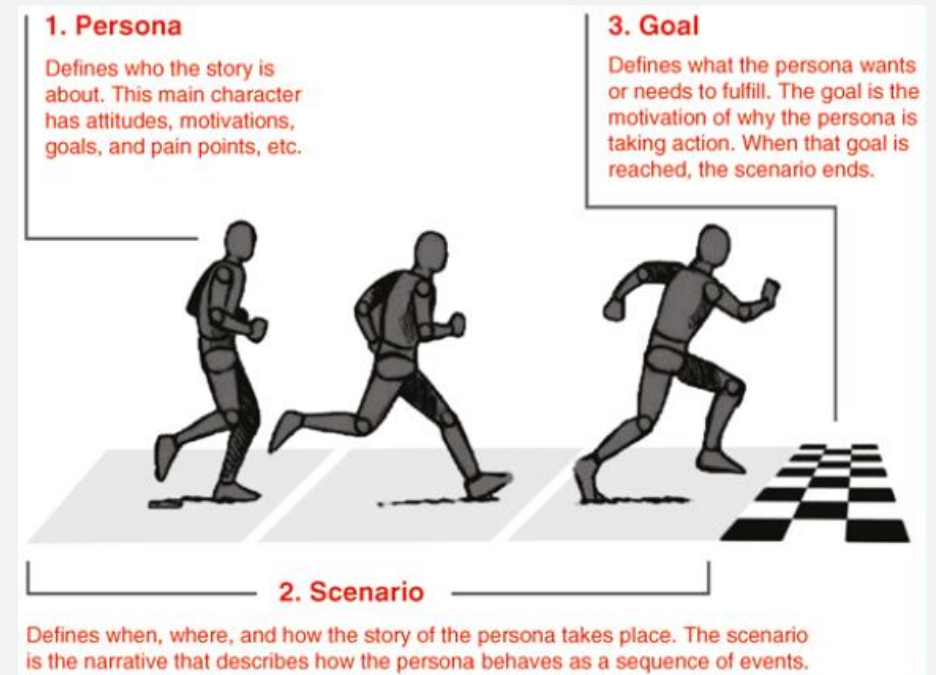 1. Persona
Defines who the story is
about. This main character
has attitudes, motivations,
goals, and pain points, etc.
3. Goal
Defines what the persona wants
or needs to fulfill. The goal is the
motivation of why the persona is
taking action. When that goal is
reached, the scenario ends.
2. Scenario
Defines when, where, and how the story of the persona takes place. The scenario
is the narrative that describes how the persona behaves as a sequence of events.